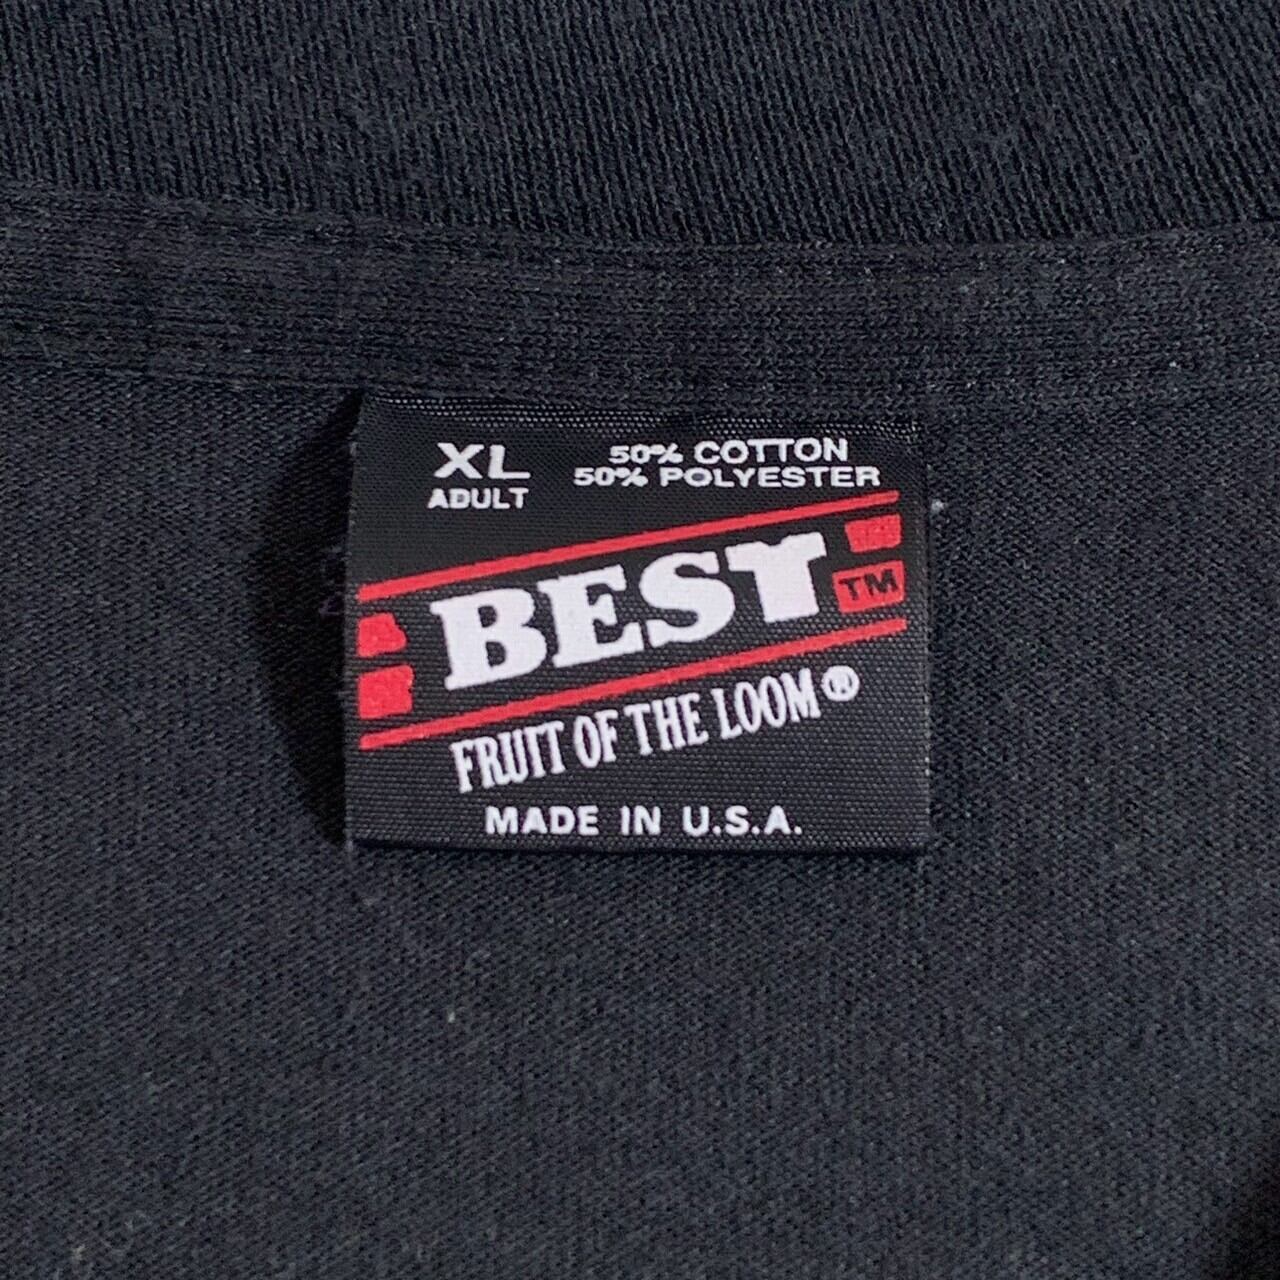 XL
ADULT
50% COTTON
50% POLYESTER
BEST
TM
FRUIT OF THE LOOM®
MADE IN U.S.A.